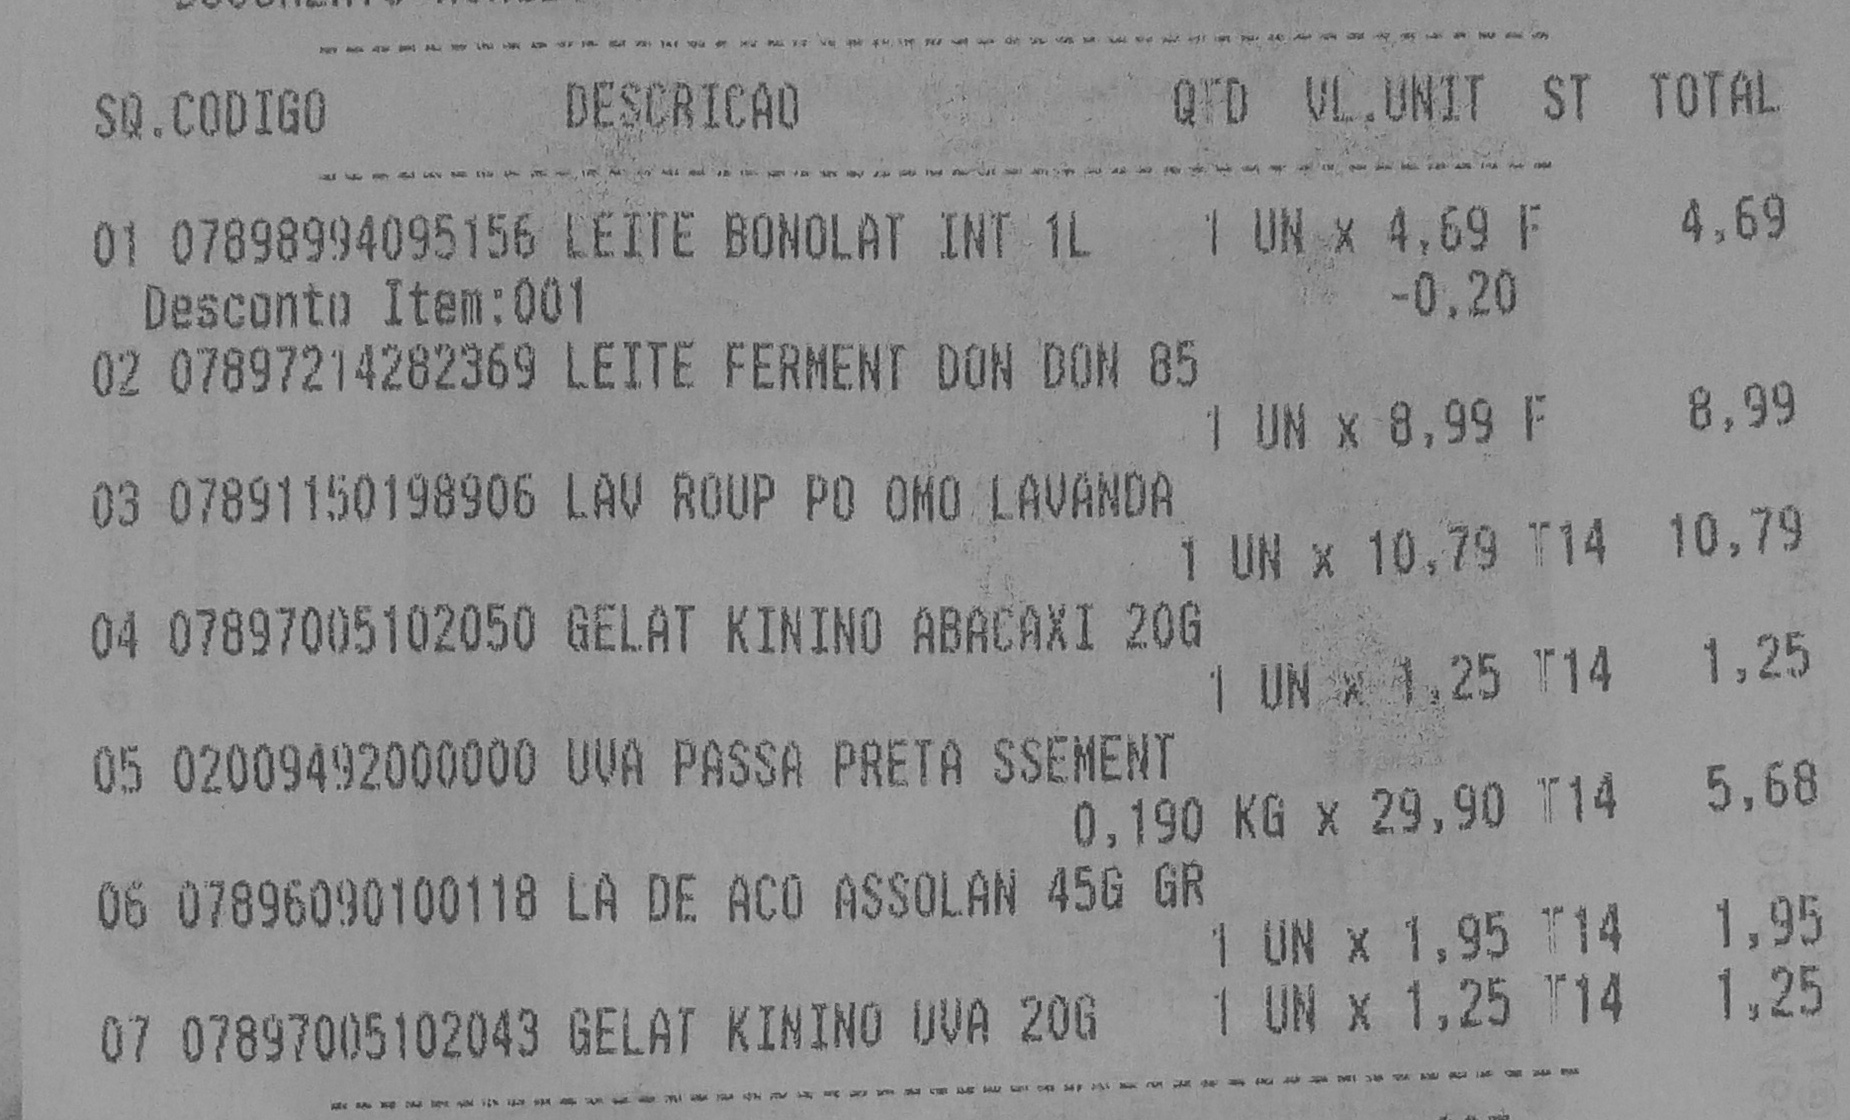 SQ.CODIGO DESCRICAO QTD VL.UNIT ST TOTAL
01 07898994095156 LEITE BONOLAT INT 1L 1 UN x 4,69 F 4,69
Desconto Item:001 -0,20
02 07897214282369 LEITE FERMENT DON DON 85
1 UN x 8,99 F 8,99
03 07891150198906 LAV ROUP PO OMO LAVANDA
1 UN x 10,79 T14 10,79
04 07897005102050 GELAT KININO ABACAXI 20G
1 UN x 1,25 T14 1,25
05 02009492000000 UVA PASSA PRETA SSEMENT
0,190 KG x 29,90 T14 5,68
06 07896090100118 LA DE ACO ASSOLAN 45G GR
1 UN x 1,95 T14 1,95
07 07897005102043 GELAT KININO UVA 20G 1 UN x 1,25 T14 1,25